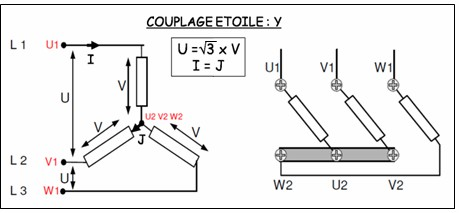 COUPLAGE ETOILE : Y
L 1 U1
I
U = √3 x V
I = J
U
V
U2 V2 W2
V
J
V
L 2 V1
U
L 3 W1
U1 V1 W1
W2 U2 V2